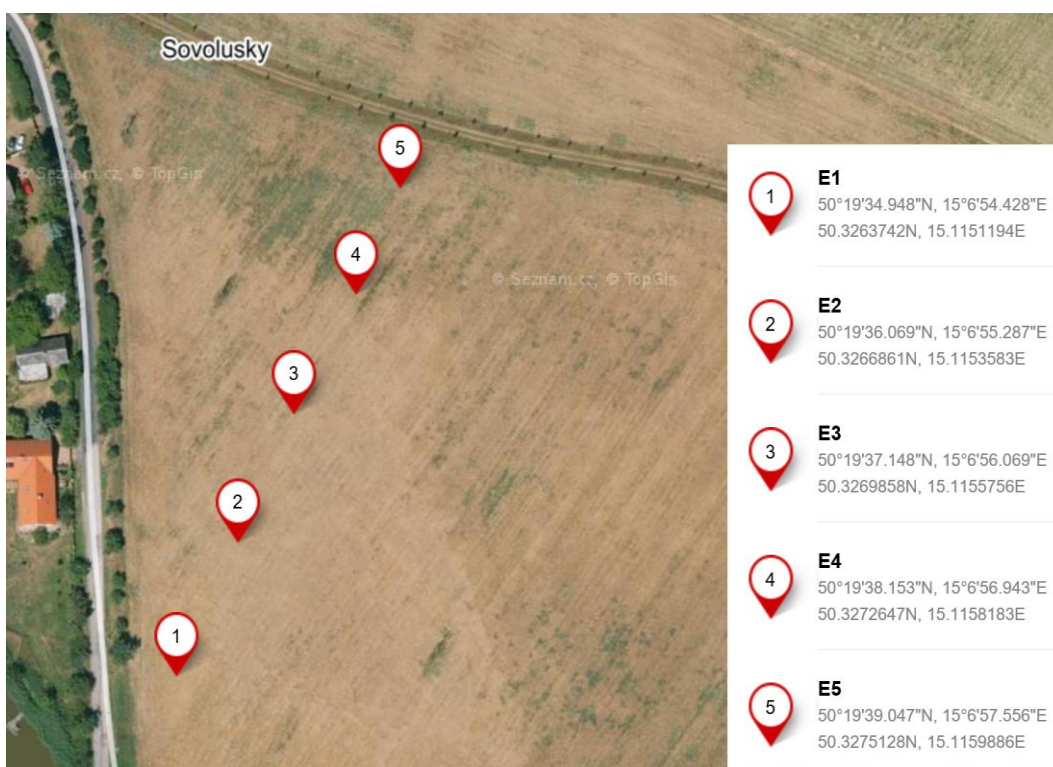 Sovolusky
5
© Seznam.cz, © TopGis
4
© Seznam.cz, © TopGis
3
2
1
1
E1
50°19'34.948"N, 15°6'54.428"E
50.3263742N, 15.1151194E
2
E2
50°19'36.069"N, 15°6'55.287"E
50.3266861N, 15.1153583E
3
E3
50°19'37.148"N, 15°6'56.069"E
50.3269858N, 15.1155756E
4
E4
50°19'38.153"N, 15°6'56.943"E
50.3272647N, 15.1158183E
5
E5
50°19'39.047"N, 15°6'57.556"E
50.3275128N, 15.1159886E